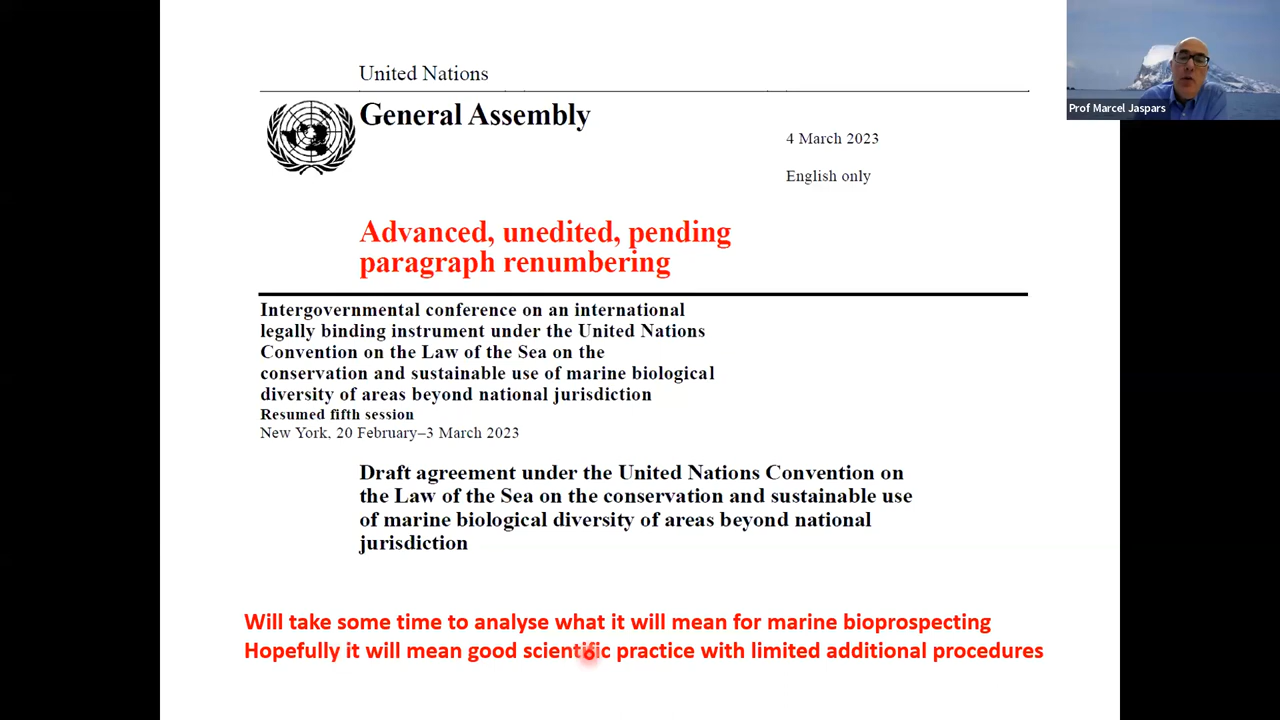 United Nations
General Assembly
4 March 2023
English only
Advanced, unedited, pending
paragraph renumbering
Intergovernmental conference on an international
legally binding instrument under the United Nations
Convention on the Law of the Sea on the
conservation and sustainable use of marine biological
diversity of areas beyond national jurisdiction
Resumed fifth session
New York, 20 February–3 March 2023
Draft agreement under the United Nations Convention on
the Law of the Sea on the conservation and sustainable use
of marine biological diversity of areas beyond national
jurisdiction
Will take some time to analyse what it will mean for marine bioprospecting
Hopefully it will mean good scientific practice with limited additional procedures
Prof Marcel Jaspars